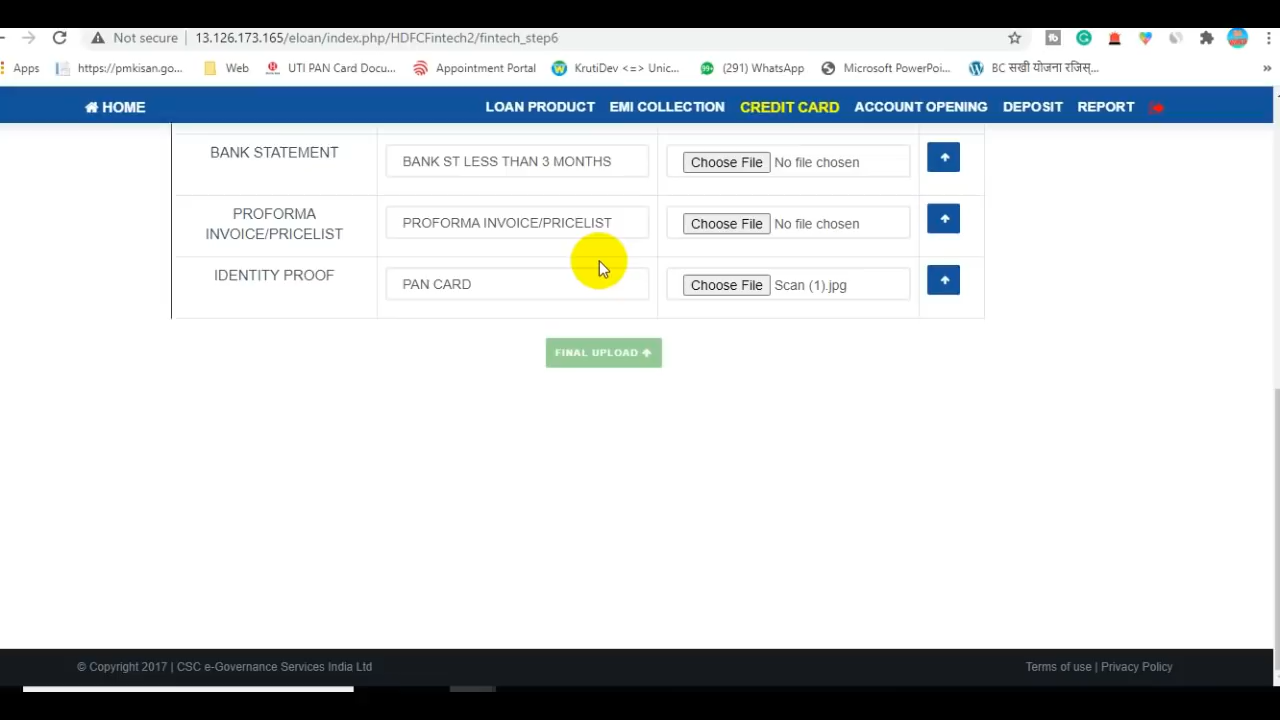 Not secure | 13.126.173.165/eloan/index.php/HDFCFintech2/fintech_step6
Apps https://pmkisan.go... Web UTI PAN Card Docu... Appointment Portal KrutiDev <=> Unic... 99+ (291) WhatsApp Microsoft PowerPoi... BC सखी योजना रजिस्... »
HOME LOAN PRODUCT EMI COLLECTION CREDIT CARD ACCOUNT OPENING DEPOSIT REPORT
BANK STATEMENT BANK ST LESS THAN 3 MONTHS Choose File No file chosen
PROFORMA
INVOICE/PRICELIST PROFORMA INVOICE/PRICELIST Choose File No file chosen
IDENTITY PROOF PAN CARD Choose File Scan (1).jpg
FINAL UPLOAD
© Copyright 2017 | CSC e-Governance Services India Ltd Terms of use | Privacy Policy